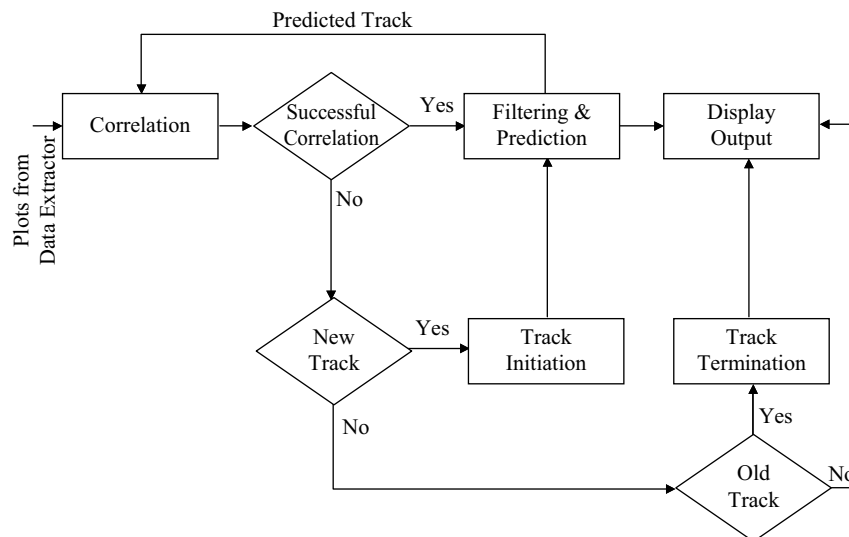 Predicted Track
Plots from
Data Extractor
Correlation
Successful
Correlation
Yes
Filtering &
Prediction
Display
Output
No
New
Track
Yes
Track
Initiation
Track
Termination
No
Yes
Old
Track
No